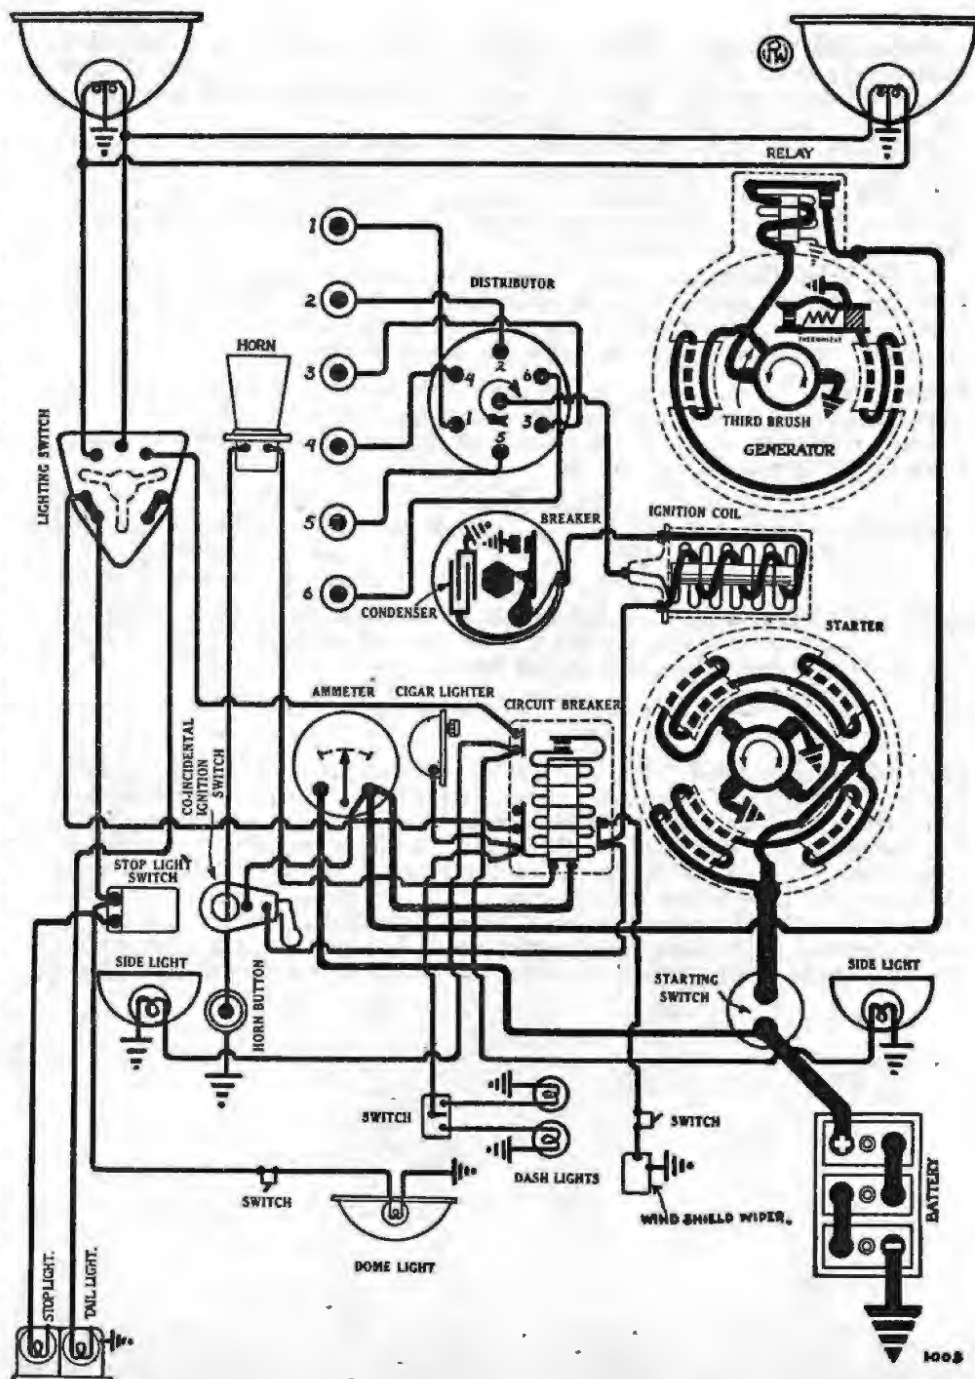 RELAY
1
DISTRIBUTOR
2
HORN
3
2
4
6
1
3
5
THIRD BRUSH
GENERATOR
LIGHTING SWITCH
4
5
BREAKER
IGNITION COIL
6
CONDENSER
STARTER
AMMETER
CIGAR LIGHTER
CIRCUIT BREAKER
CO-INCIDENTAL
IGNITION
SWITCH
STOP LIGHT
SWITCH
SIDE LIGHT
HORN BUTTON
STARTING
SWITCH
SIDE LIGHT
SWITCH
SWITCH
DASH LIGHTS
SWITCH
WIND SHIELD WIPER.
BATTERY
DOME LIGHT
STOPLIGHT.
TAIL LIGHT.
1003